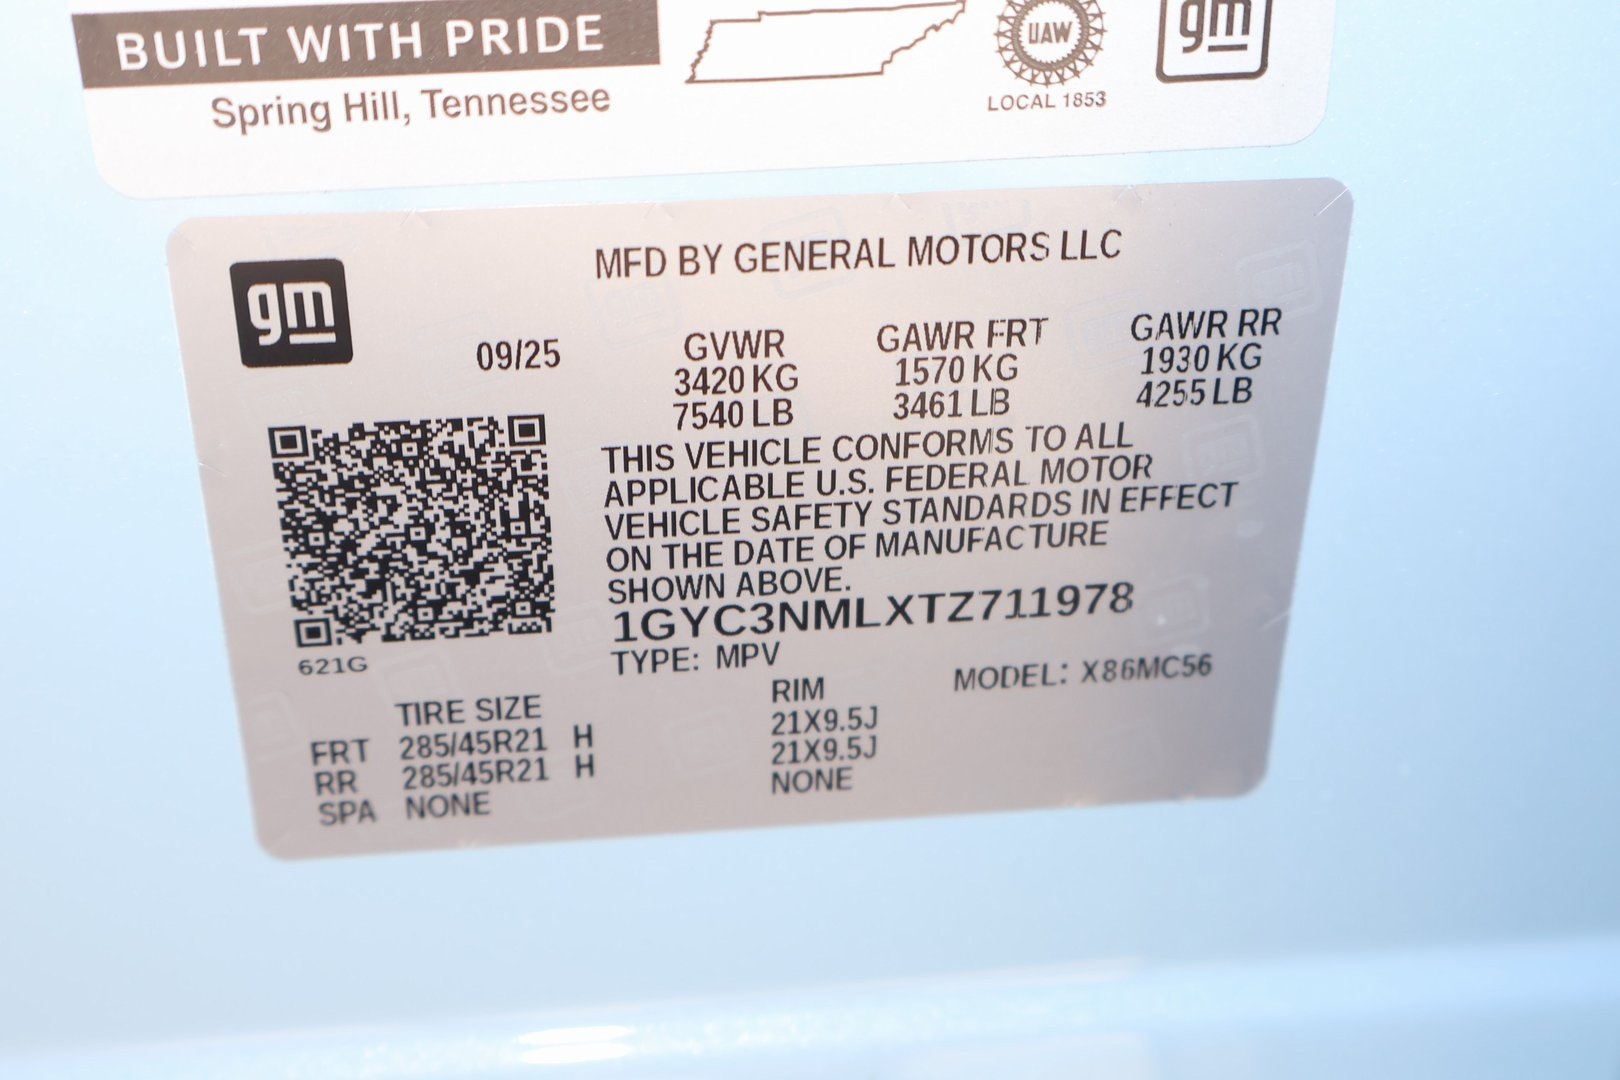 BUILT WITH PRIDE
Spring Hill, Tennessee
UAW
LOCAL 1853
gm
gm
MFD BY GENERAL MOTORS LLC
09/25
GVWR GAWR FRT GAWR RR
3420 KG 1570 KG 1930 KG
7540 LB 3461 LB 4255 LB
THIS VEHICLE CONFORMS TO ALL
APPLICABLE U.S. FEDERAL MOTOR
VEHICLE SAFETY STANDARDS IN EFFECT
ON THE DATE OF MANUFACTURE
SHOWN ABOVE.
1GYC3NMLXTZ711978
621G
TYPE: MPV MODEL: X86MC56
TIRE SIZE RIM
FRT 285/45R21 H 21X9.5J
RR 285/45R21 H 21X9.5J
SPA NONE NONE